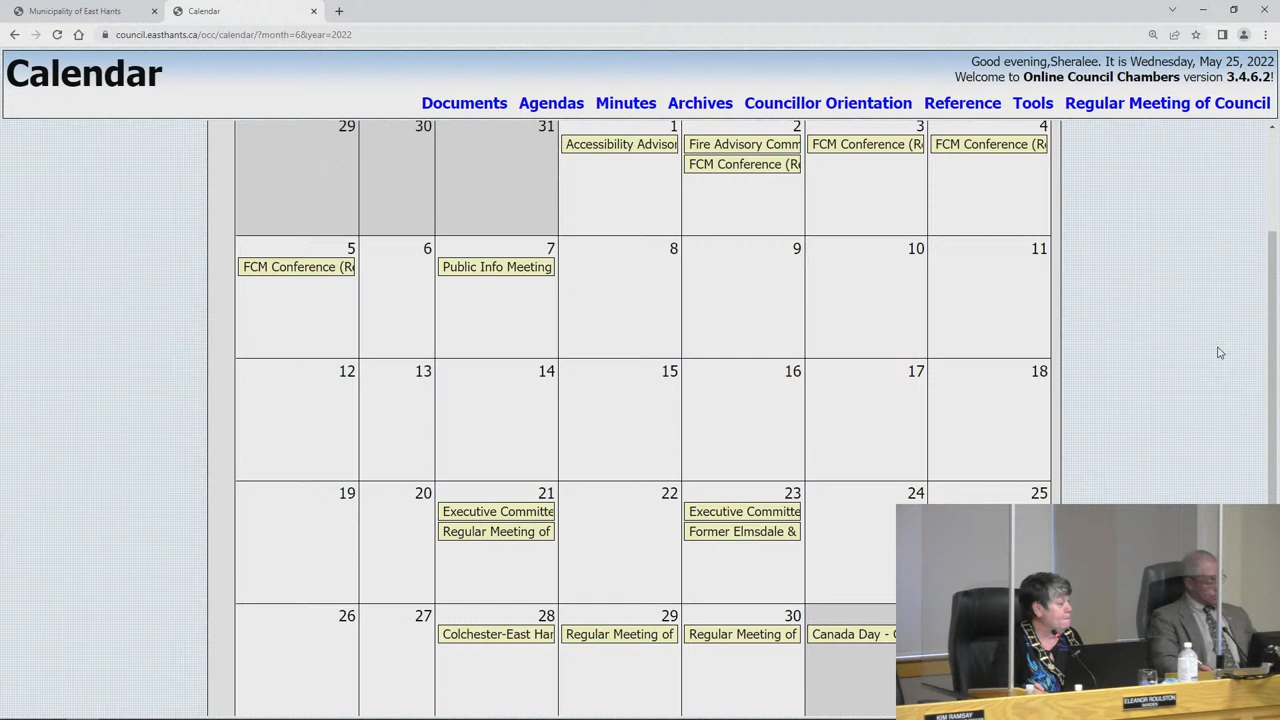 Municipality of East Hants
Calendar
council.easthants.ca/occ/calendar/?month=6&year=2022
Calendar
Good evening,Sheralee. It is Wednesday, May 25, 2022
Welcome to Online Council Chambers version 3.4.6.2!
Documents Agendas Minutes Archives Councillor Orientation Reference Tools Regular Meeting of Council
29 30 31 1 2 3 4
Accessibility Advisor Fire Advisory Comm FCM Conference (Re FCM Conference (Re
FCM Conference (Re
5 6 7 8 9 10 11
FCM Conference (Re Public Info Meeting
12 13 14 15 16 17 18
19 20 21 22 23 24 25
Executive Committe Executive Committe
Regular Meeting of Former Elmsdale &
26 27 28 29 30
Colchester-East Har Regular Meeting of Regular Meeting of Canada Day - C
KIM RAMSAY
ELEANOR ROULSTON
WARDEN